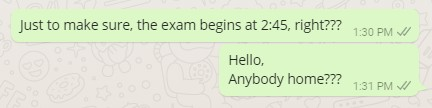 Just to make sure, the exam begins at 2:45, right???
1:30 PM
Hello,
Anybody home???
1:31 PM